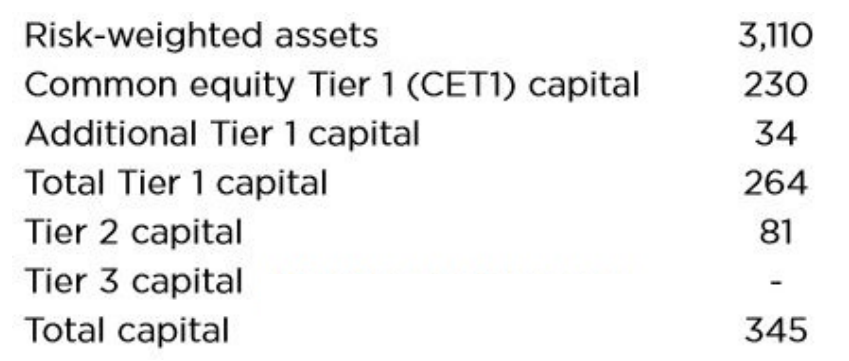 Risk-weighted assets 3,110
Common equity Tier 1 (CET1) capital 230
Additional Tier 1 capital 34
Total Tier 1 capital 264
Tier 2 capital 81
Tier 3 capital -
Total capital 345